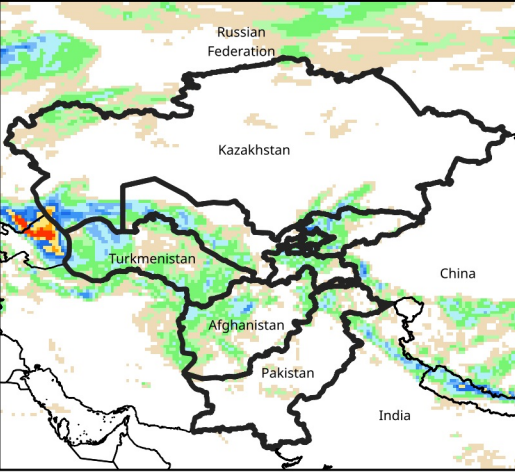 Russian
Federation
Kazakhstan
Turkmenistan
China
Afghanistan
Pakistan
India